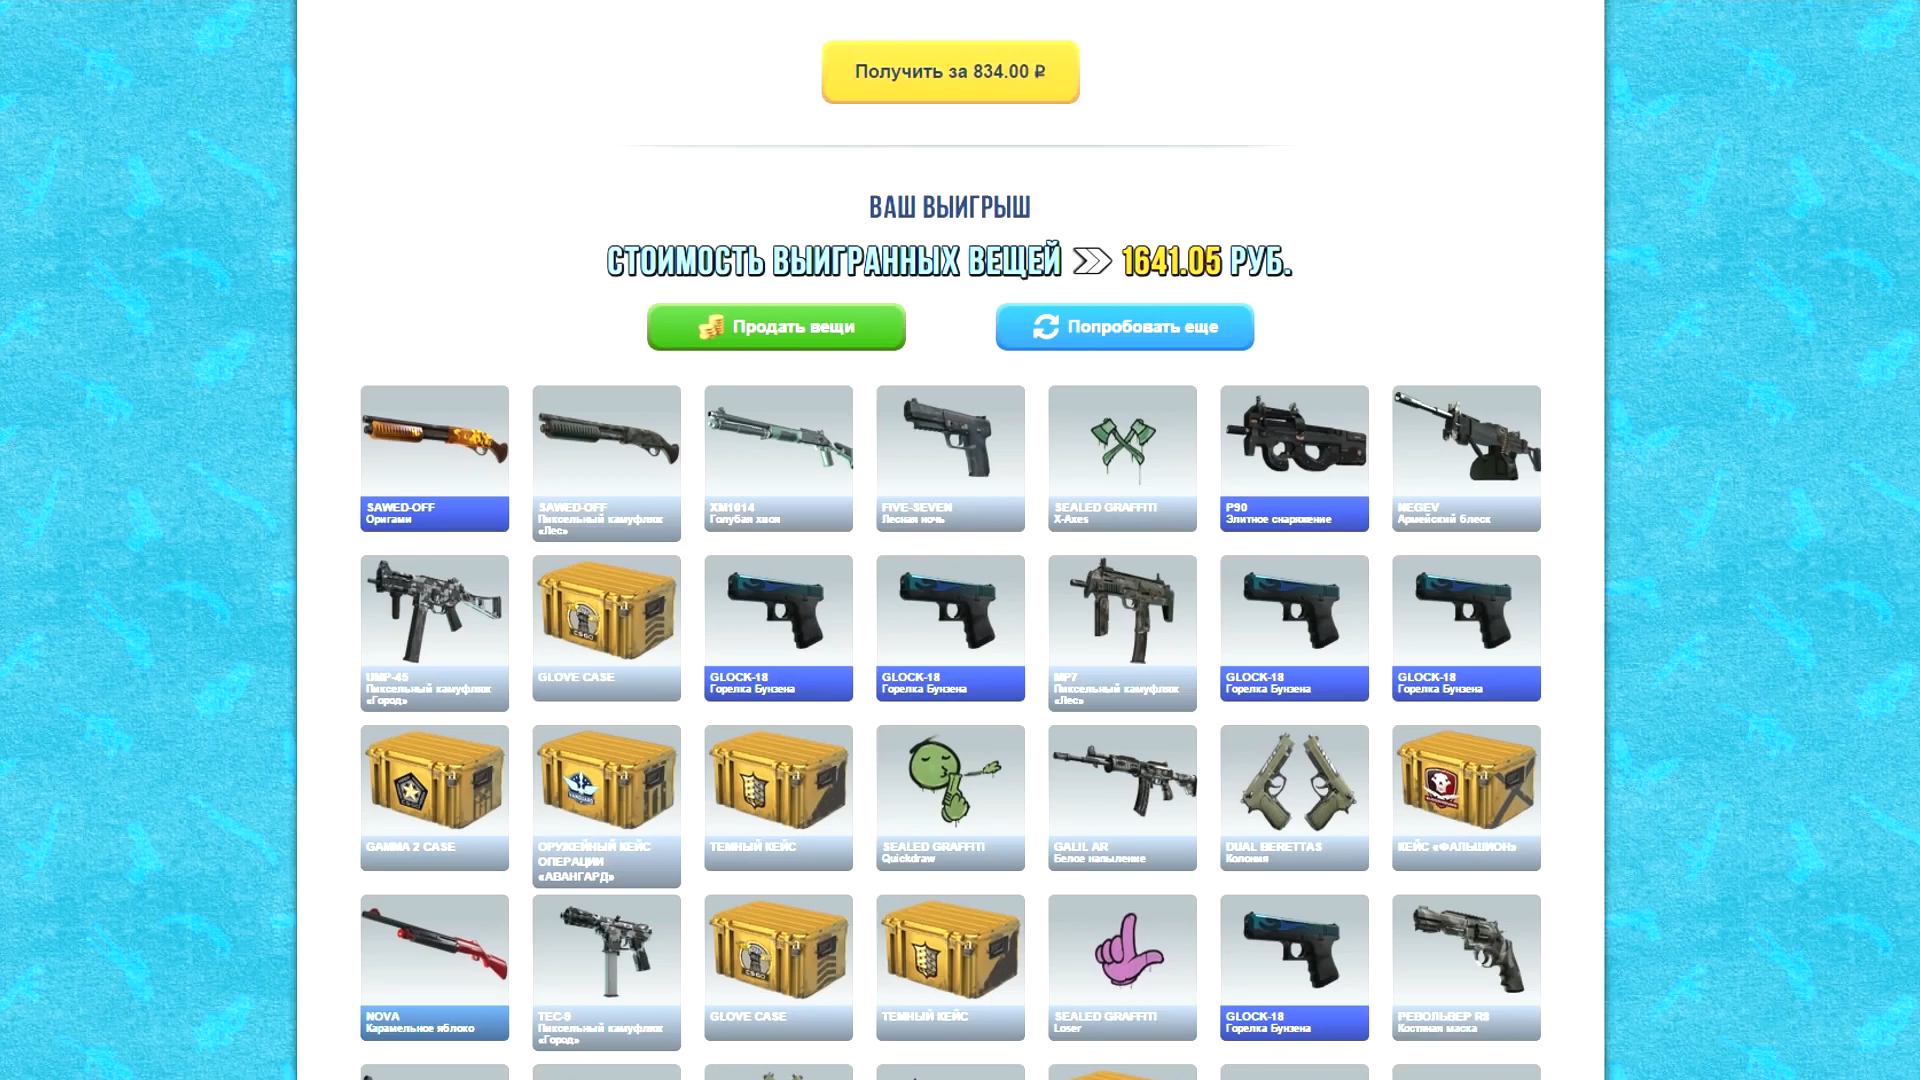 Получить за 834.00 ₽
ВАШ ВЫИГРЫШ
СТОИМОСТЬ ВЫИГРАННЫХ ВЕЩЕЙ >> 1641.05 РУБ.
Продать вещи
Попробовать еще
SAWED-OFF
Оригами
SAWED-OFF
Пиксельный камуфляж
«Лес»
XM1014
Голубая хвоя
FIVE-SEVEN
Лесная ночь
SEALED GRAFFITI
X-Axes
P90
Элитное снаряжение
NEGEV
Армейский блеск
UMP-45
Пиксельный камуфляж
«Город»
GLOVE CASE
GLOCK-18
Горелка Бунзена
GLOCK-18
Горелка Бунзена
MP7
Пиксельный камуфляж
«Лес»
GLOCK-18
Горелка Бунзена
GLOCK-18
Горелка Бунзена
GAMMA 2 CASE
ОРУЖЕЙНЫЙ КЕЙС
ОПЕРАЦИИ
«АВАНГАРД»
ТЕМНЫЙ КЕЙС
SEALED GRAFFITI
Quickdraw
GALIL AR
Белое напыление
DUAL BERETTAS
Колония
КЕЙС «ФАЛЬШИОН»
NOVA
Карамельное яблоко
TEC-9
Пиксельный камуфляж
«Город»
GLOVE CASE
ТЕМНЫЙ КЕЙС
SEALED GRAFFITI
Loser
GLOCK-18
Горелка Бунзена
РЕВОЛЬВЕР R8
Костяная маска